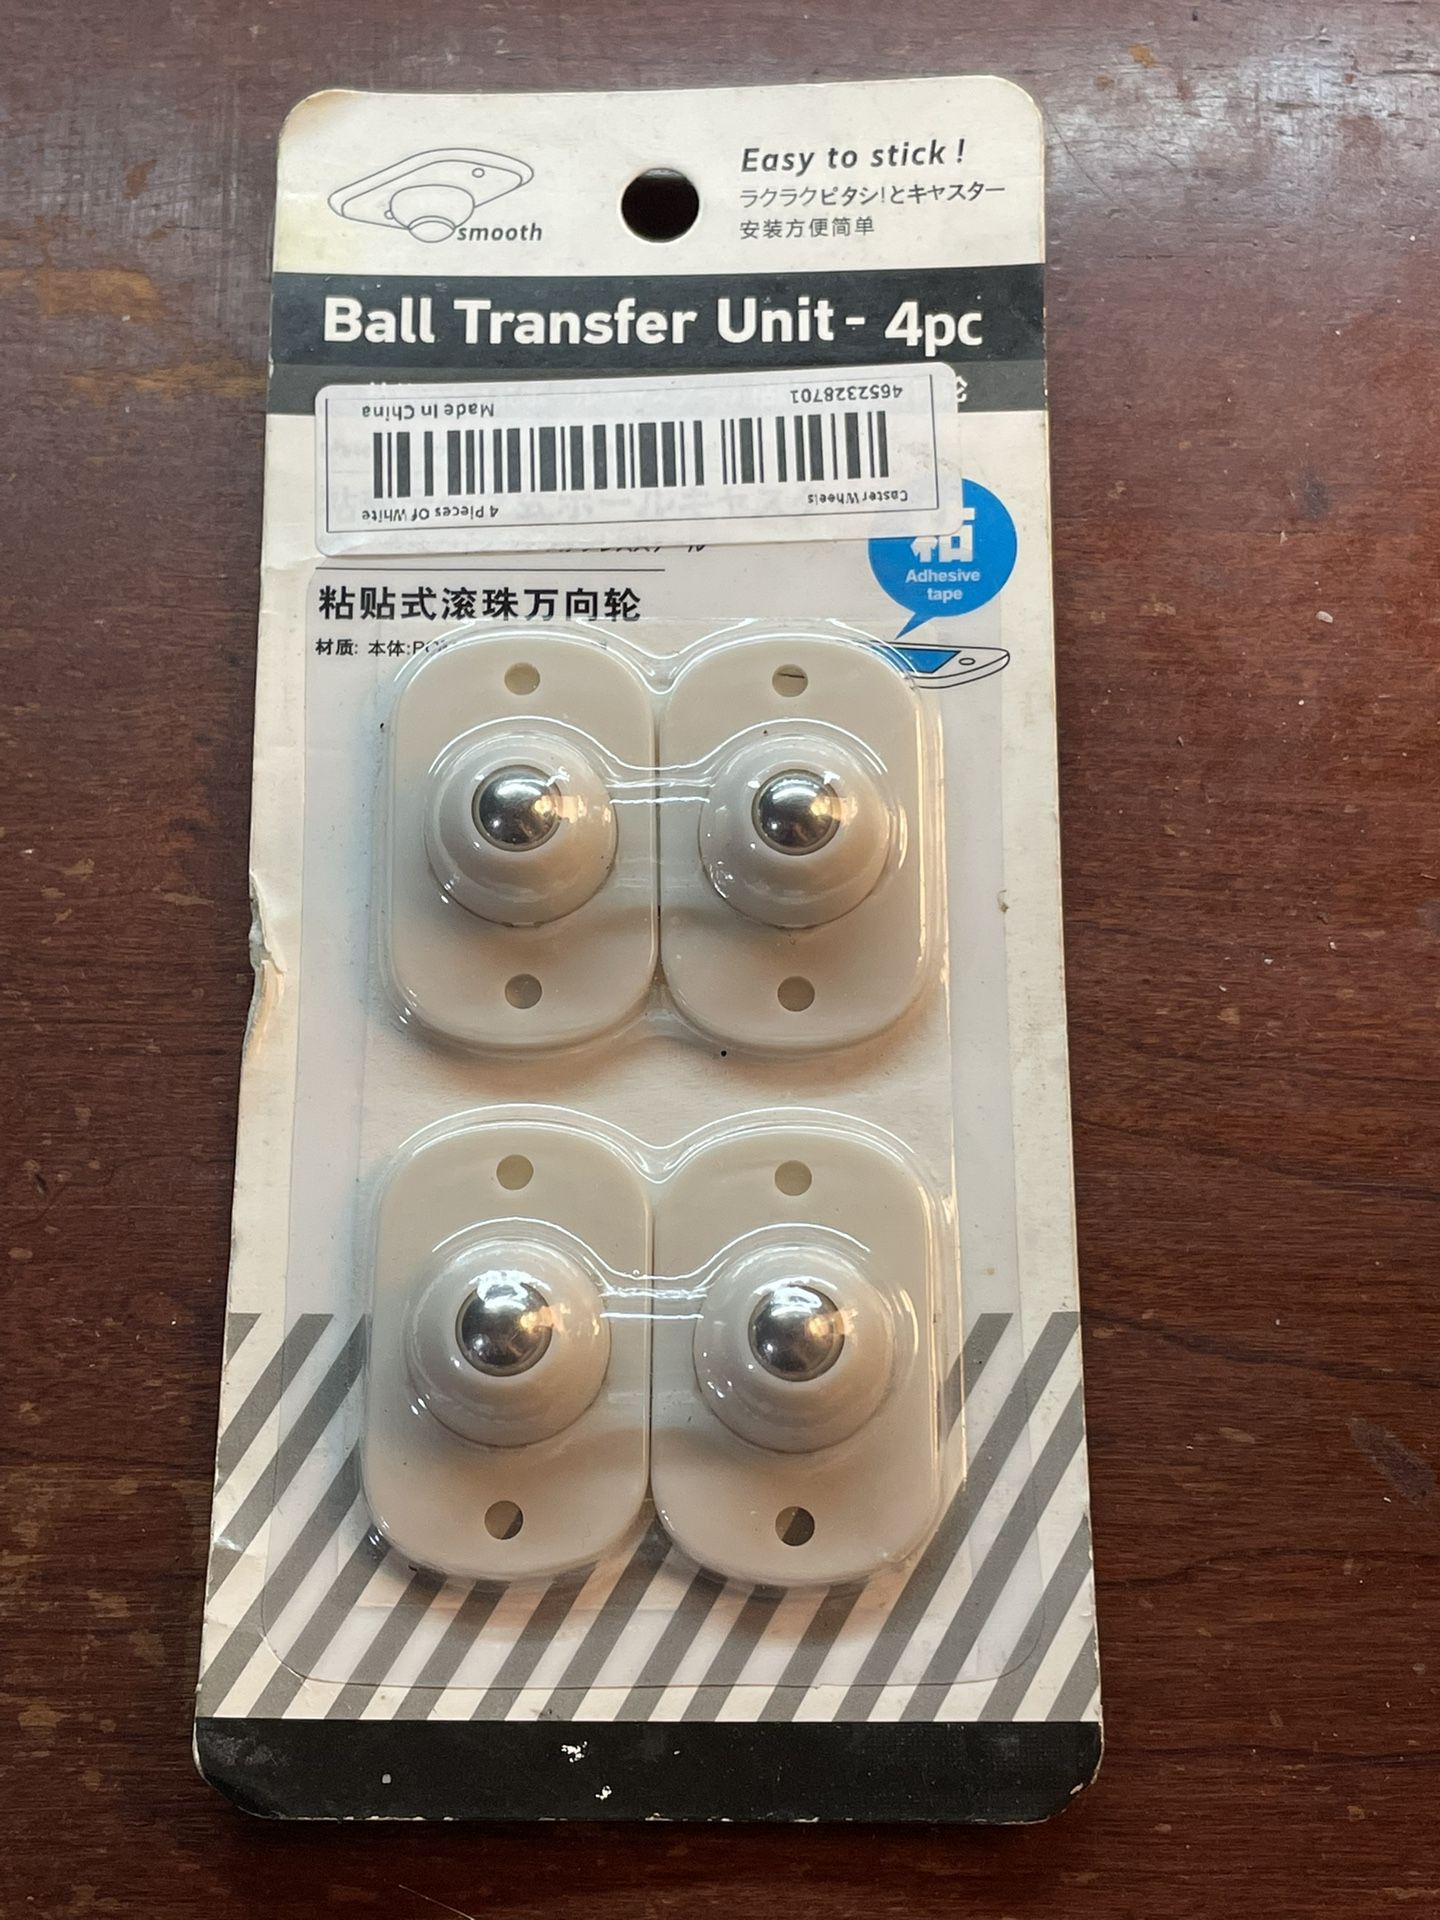 smooth
Easy to stick !
ラクラクピタシ!とキャスター
安装方便简单
Ball Transfer Unit - 4pc
4652328701
Made In China
Caster Wheels
4 Pieces Of White
粘
Adhesive
tape
粘贴式滚珠万向轮
材质: 本体: